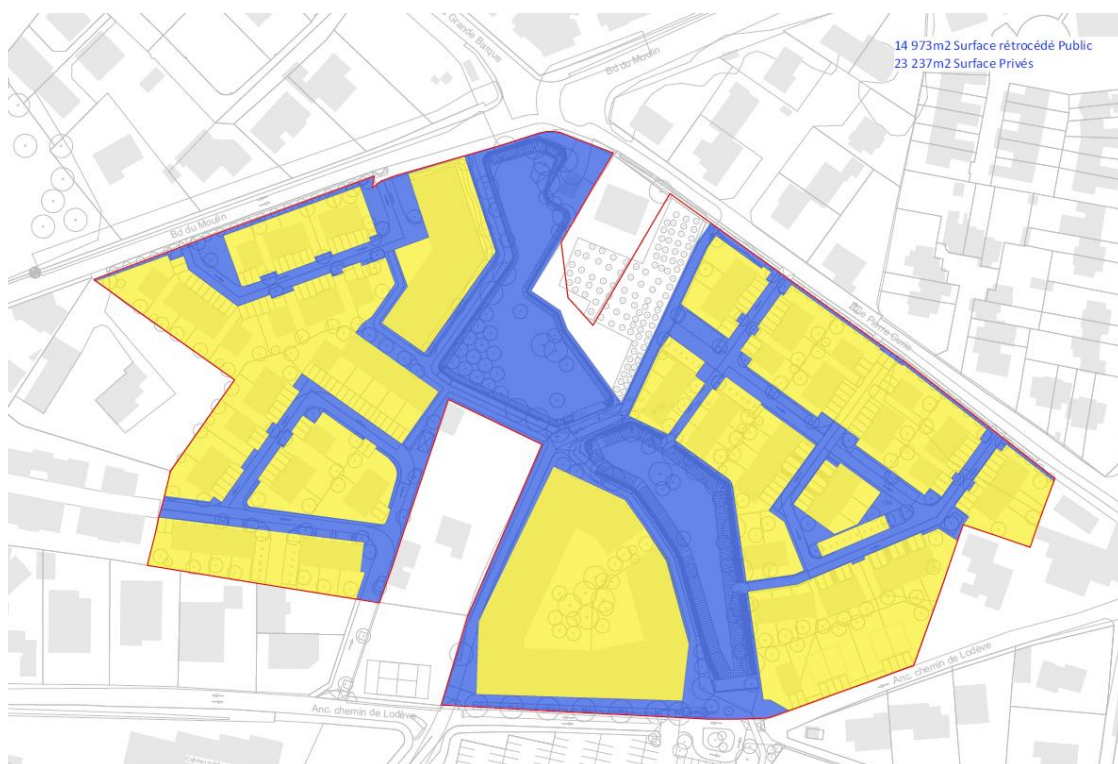 14 973m2 Surface rétrocédé Public
23 237m2 Surface Privés
Grande Barque
Bd du Moulin
Bd du Moulin
Pierre Curie
Anc. chemin de Lodève
Anc. chemin de Lodève